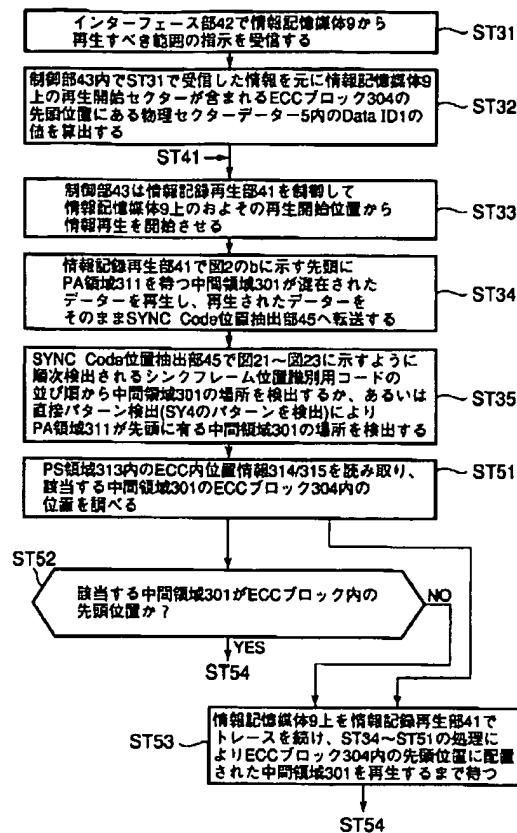 インターフェース部42で情報記憶媒体9から
再生すべき範囲の指示を受信する
ST31
制御部43内でST31で受信した情報を元に情報記憶媒体9
上の再生開始セクターが含まれるECCブロック304の
先頭位置にある物理セクターデーター5内のData ID1の
値を算出する
ST32
ST41
制御部43は情報記録再生部41を制御して
情報記憶媒体9上のおよその再生開始位置から
情報再生を開始させる
ST33
情報記録再生部41で図2のbに示す先頭に
PA領域311を待つ中間領域301が混在された
データーを再生し、再生されたデーターを
そのままSYNC Code位置抽出部45へ転送する
ST34
SYNC Code位置抽出部45で図21～図23に示すように
順次検出されるシンクフレーム位置識別用コードの
並び順から中間領域301の場所を検出するか、あるいは
直接パターン検出(SY4のパターンを検出)により
PA領域311が先頭に有る中間領域301の場所を検出する
ST35
PS領域313内のECC内位置情報314/315を読み取り、
該当する中間領域301のECCブロック304内の
位置を調べる
ST51
ST52
該当する中間領域301がECCブロック内の
先頭位置か？
NO
YES
ST54
情報記憶媒体9上を情報記録再生部41で
トレースを続け、ST34～ST51の処理に
よりECCブロック304内の先頭位置に配置
された中間領域301を再生するまで待つ
ST53
ST54